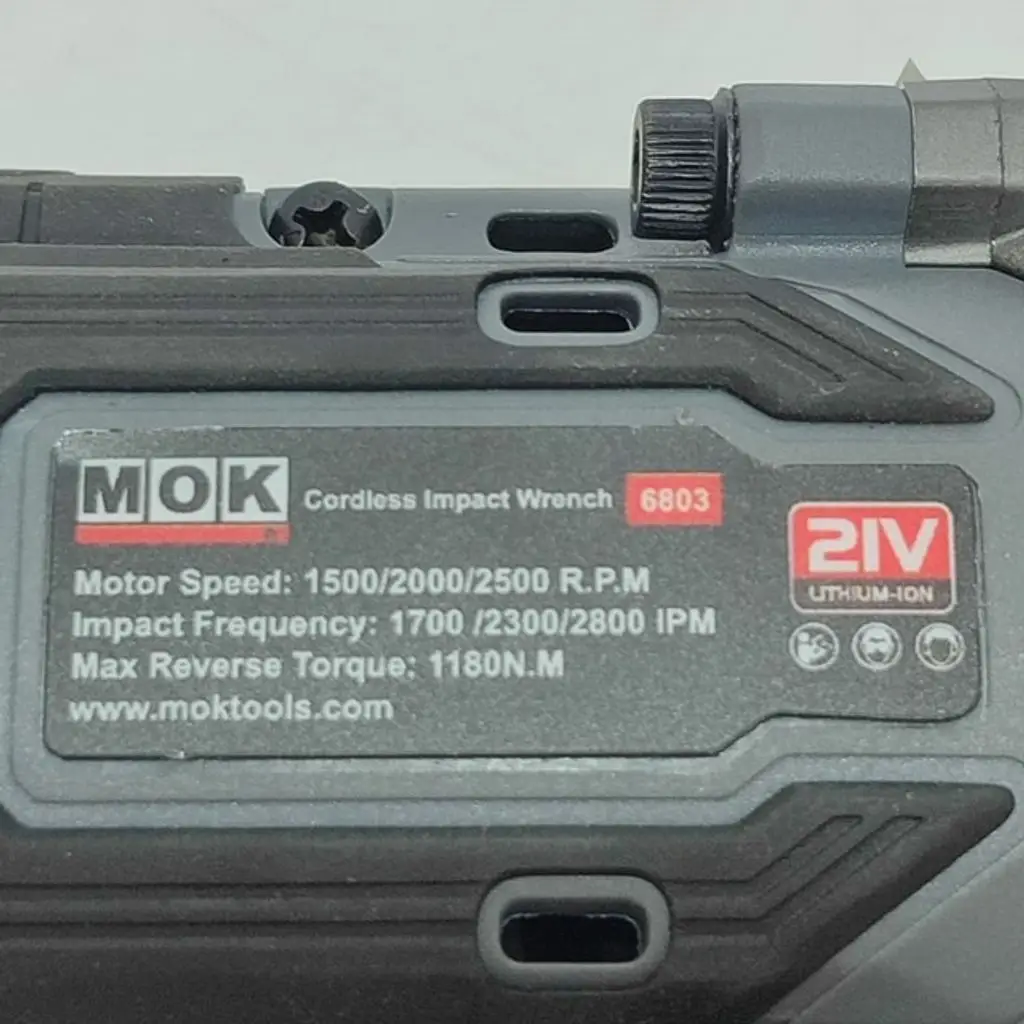 MOK Cordless Impact Wrench 6803
21V
LITHIUM-ION
Motor Speed: 1500/2000/2500 R.P.M
Impact Frequency: 1700 /2300/2800 IPM
Max Reverse Torque: 1180N.M
www.moktools.com